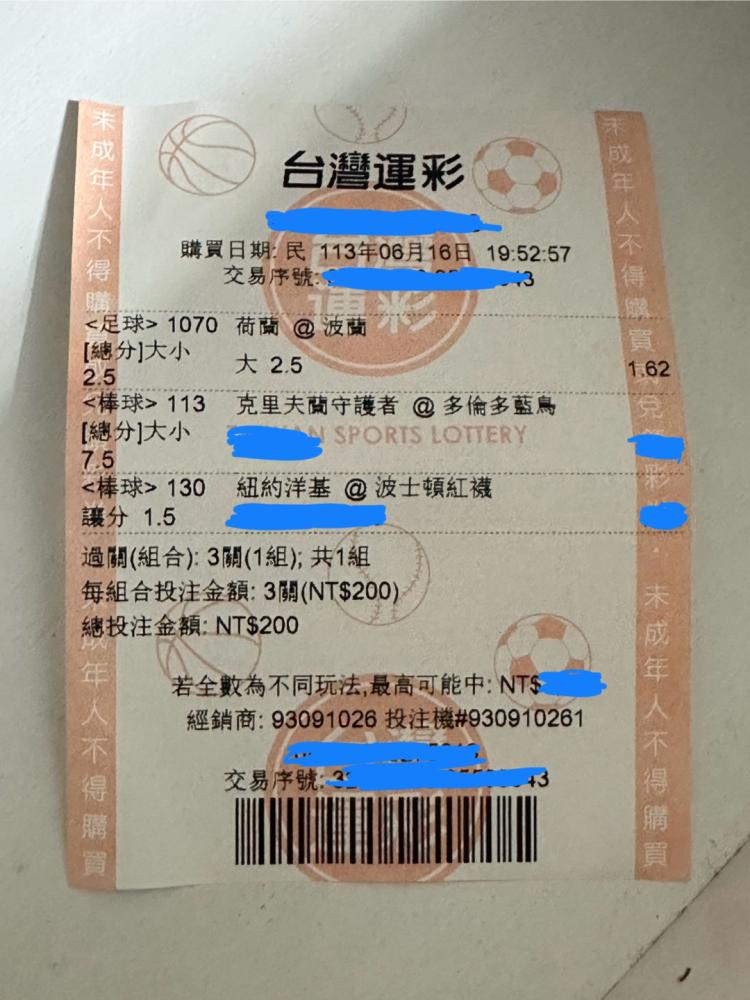 台灣運彩
購買日期: 民 113年06月16日 19:52:57
交易序號:
<足球> 1070 荷蘭 @ 波蘭
[總分]大小
2.5 大 2.5 1.62
<棒球> 113 克里夫蘭守護者 @ 多倫多藍鳥
[總分]大小
7.5
SPORTS LOTTERY
<棒球> 130 紐約洋基 @ 波士頓紅襪
讓分 1.5
過關(組合): 3關(1組); 共1組
每組合投注金額: 3關(NT$200)
總投注金額: NT$200
若全數為不同玩法,最高可能中: NT$
經銷商: 93091026 投注機#930910261
交易序號:
未成年人不得購買
未成年人不得購買
未成年人不得購買